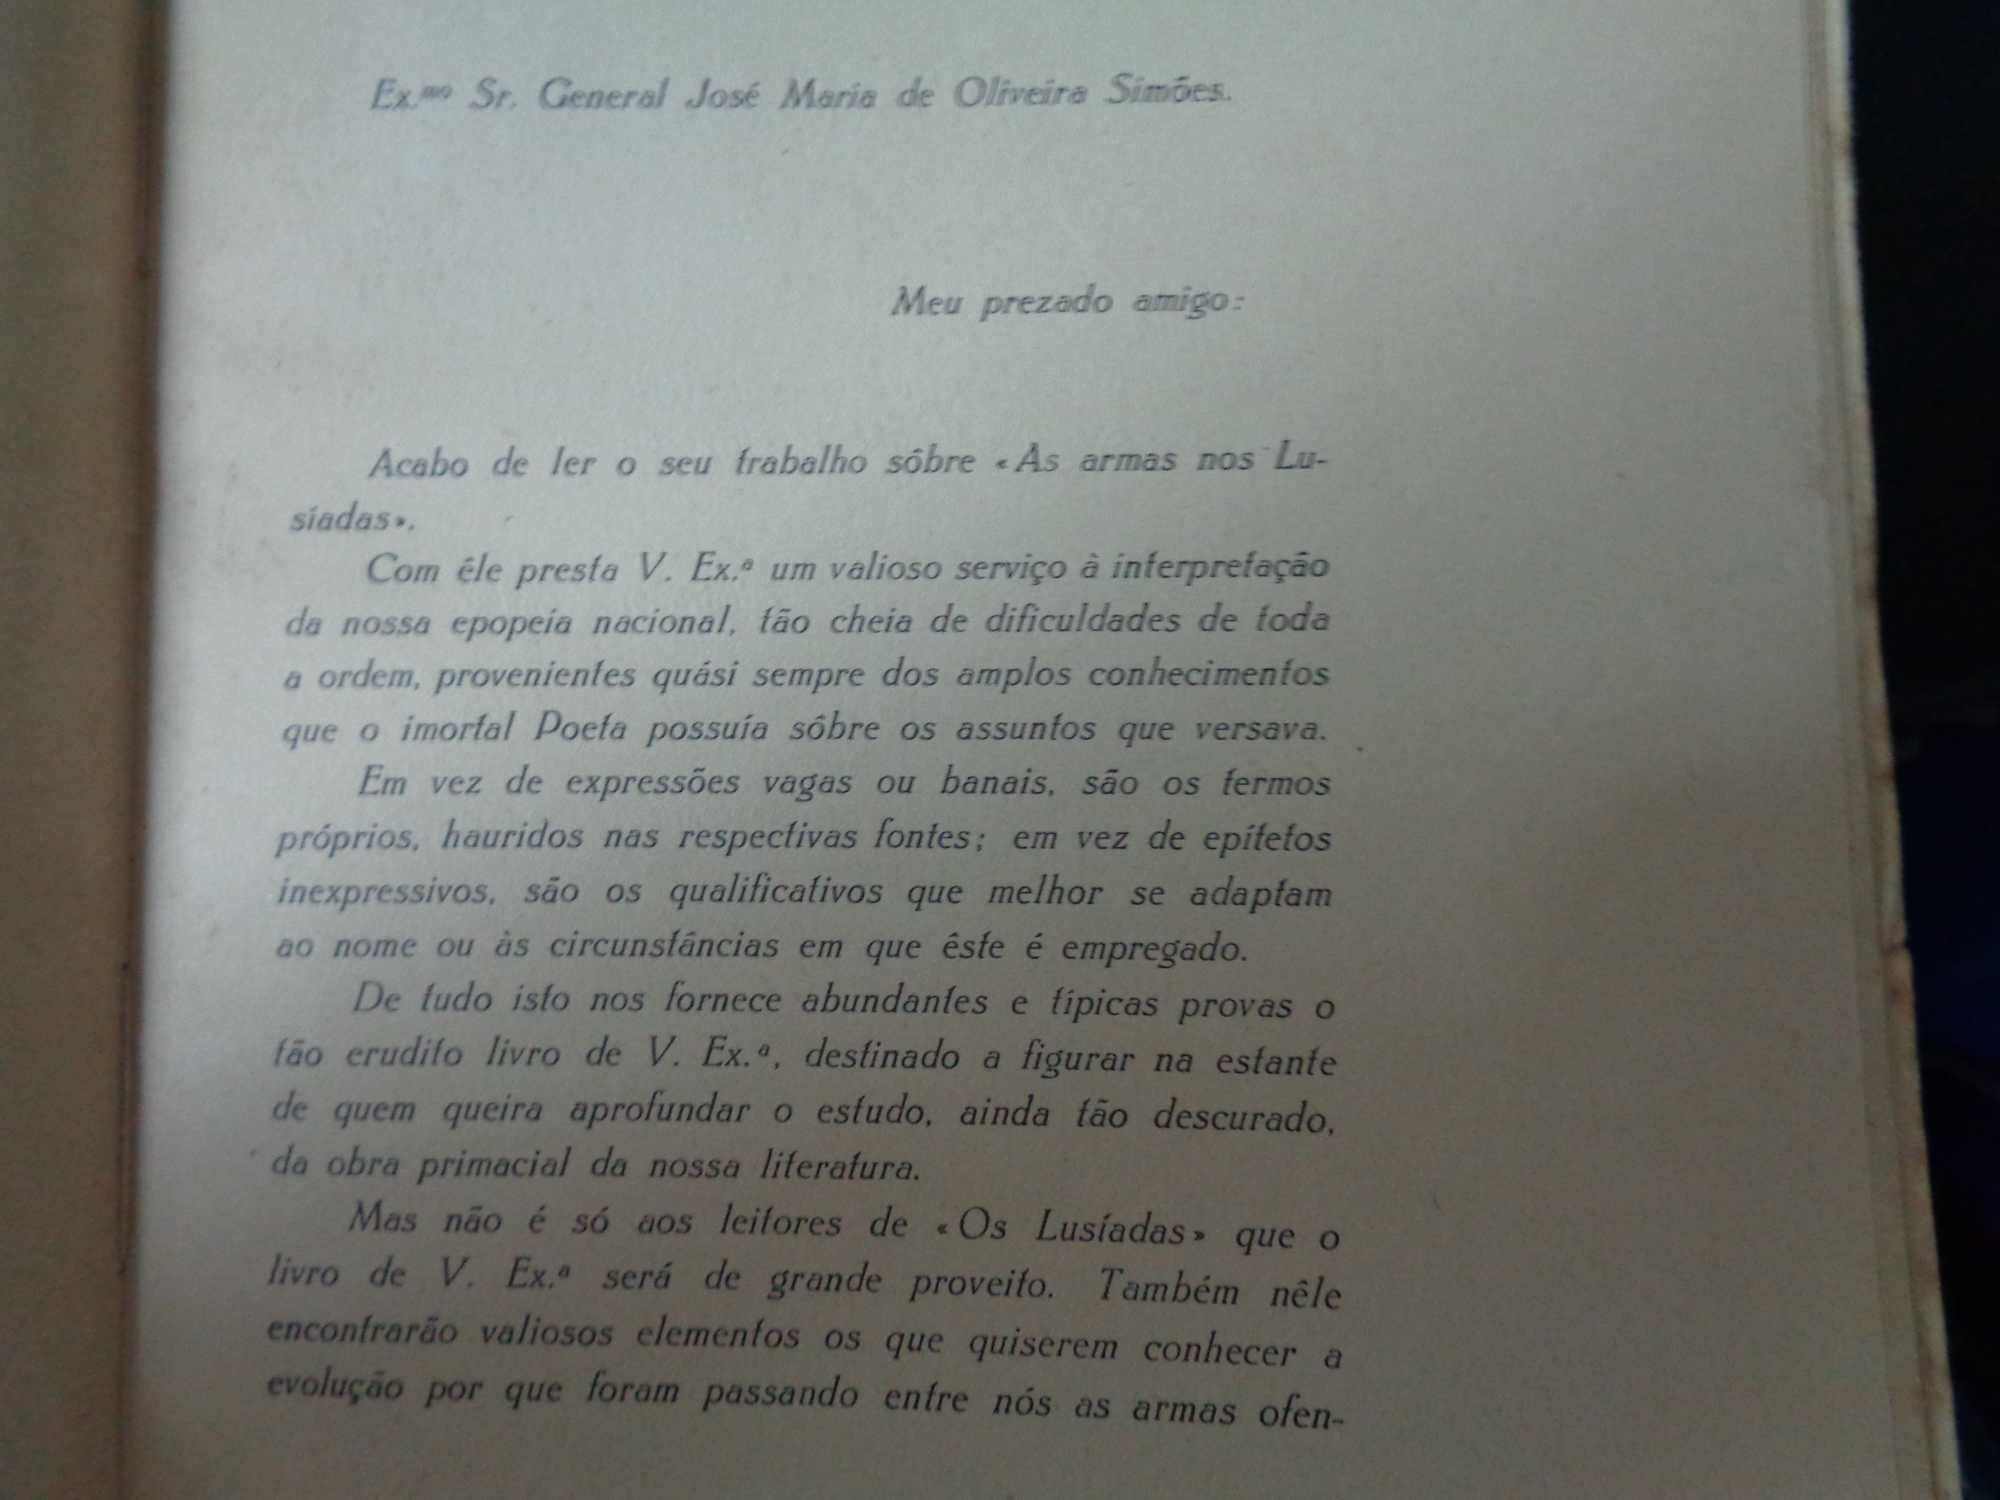 Ex.mo Sr. General José Maria de Oliveira Simões.
Meu prezado amigo:
Acabo de ler o seu trabalho sôbre «As armas nos Lu-
síadas».
Com êle presta V. Ex.ª um valioso serviço à interpretação
da nossa epopeia nacional, tão cheia de dificuldades de toda
a ordem, provenientes quási sempre dos amplos conhecimentos
que o imortal Poeta possuía sôbre os assuntos que versava.
Em vez de expressões vagas ou banais, são os termos
próprios, hauridos nas respectivas fontes; em vez de epítetos
inexpressivos, são os qualificativos que melhor se adaptam
ao nome ou às circunstâncias em que êste é empregado.
De tudo isto nos fornece abundantes e típicas provas o
tão erudito livro de V. Ex.ª, destinado a figurar na estante
de quem queira aprofundar o estudo, ainda tão descurado,
da obra primacial da nossa literatura.
Mas não é só aos leitores de «Os Lusíadas» que o
livro de V. Ex.ª será de grande proveito. Também nêle
encontrarão valiosos elementos os que quiserem conhecer a
evolução por que foram passando entre nós as armas ofen-